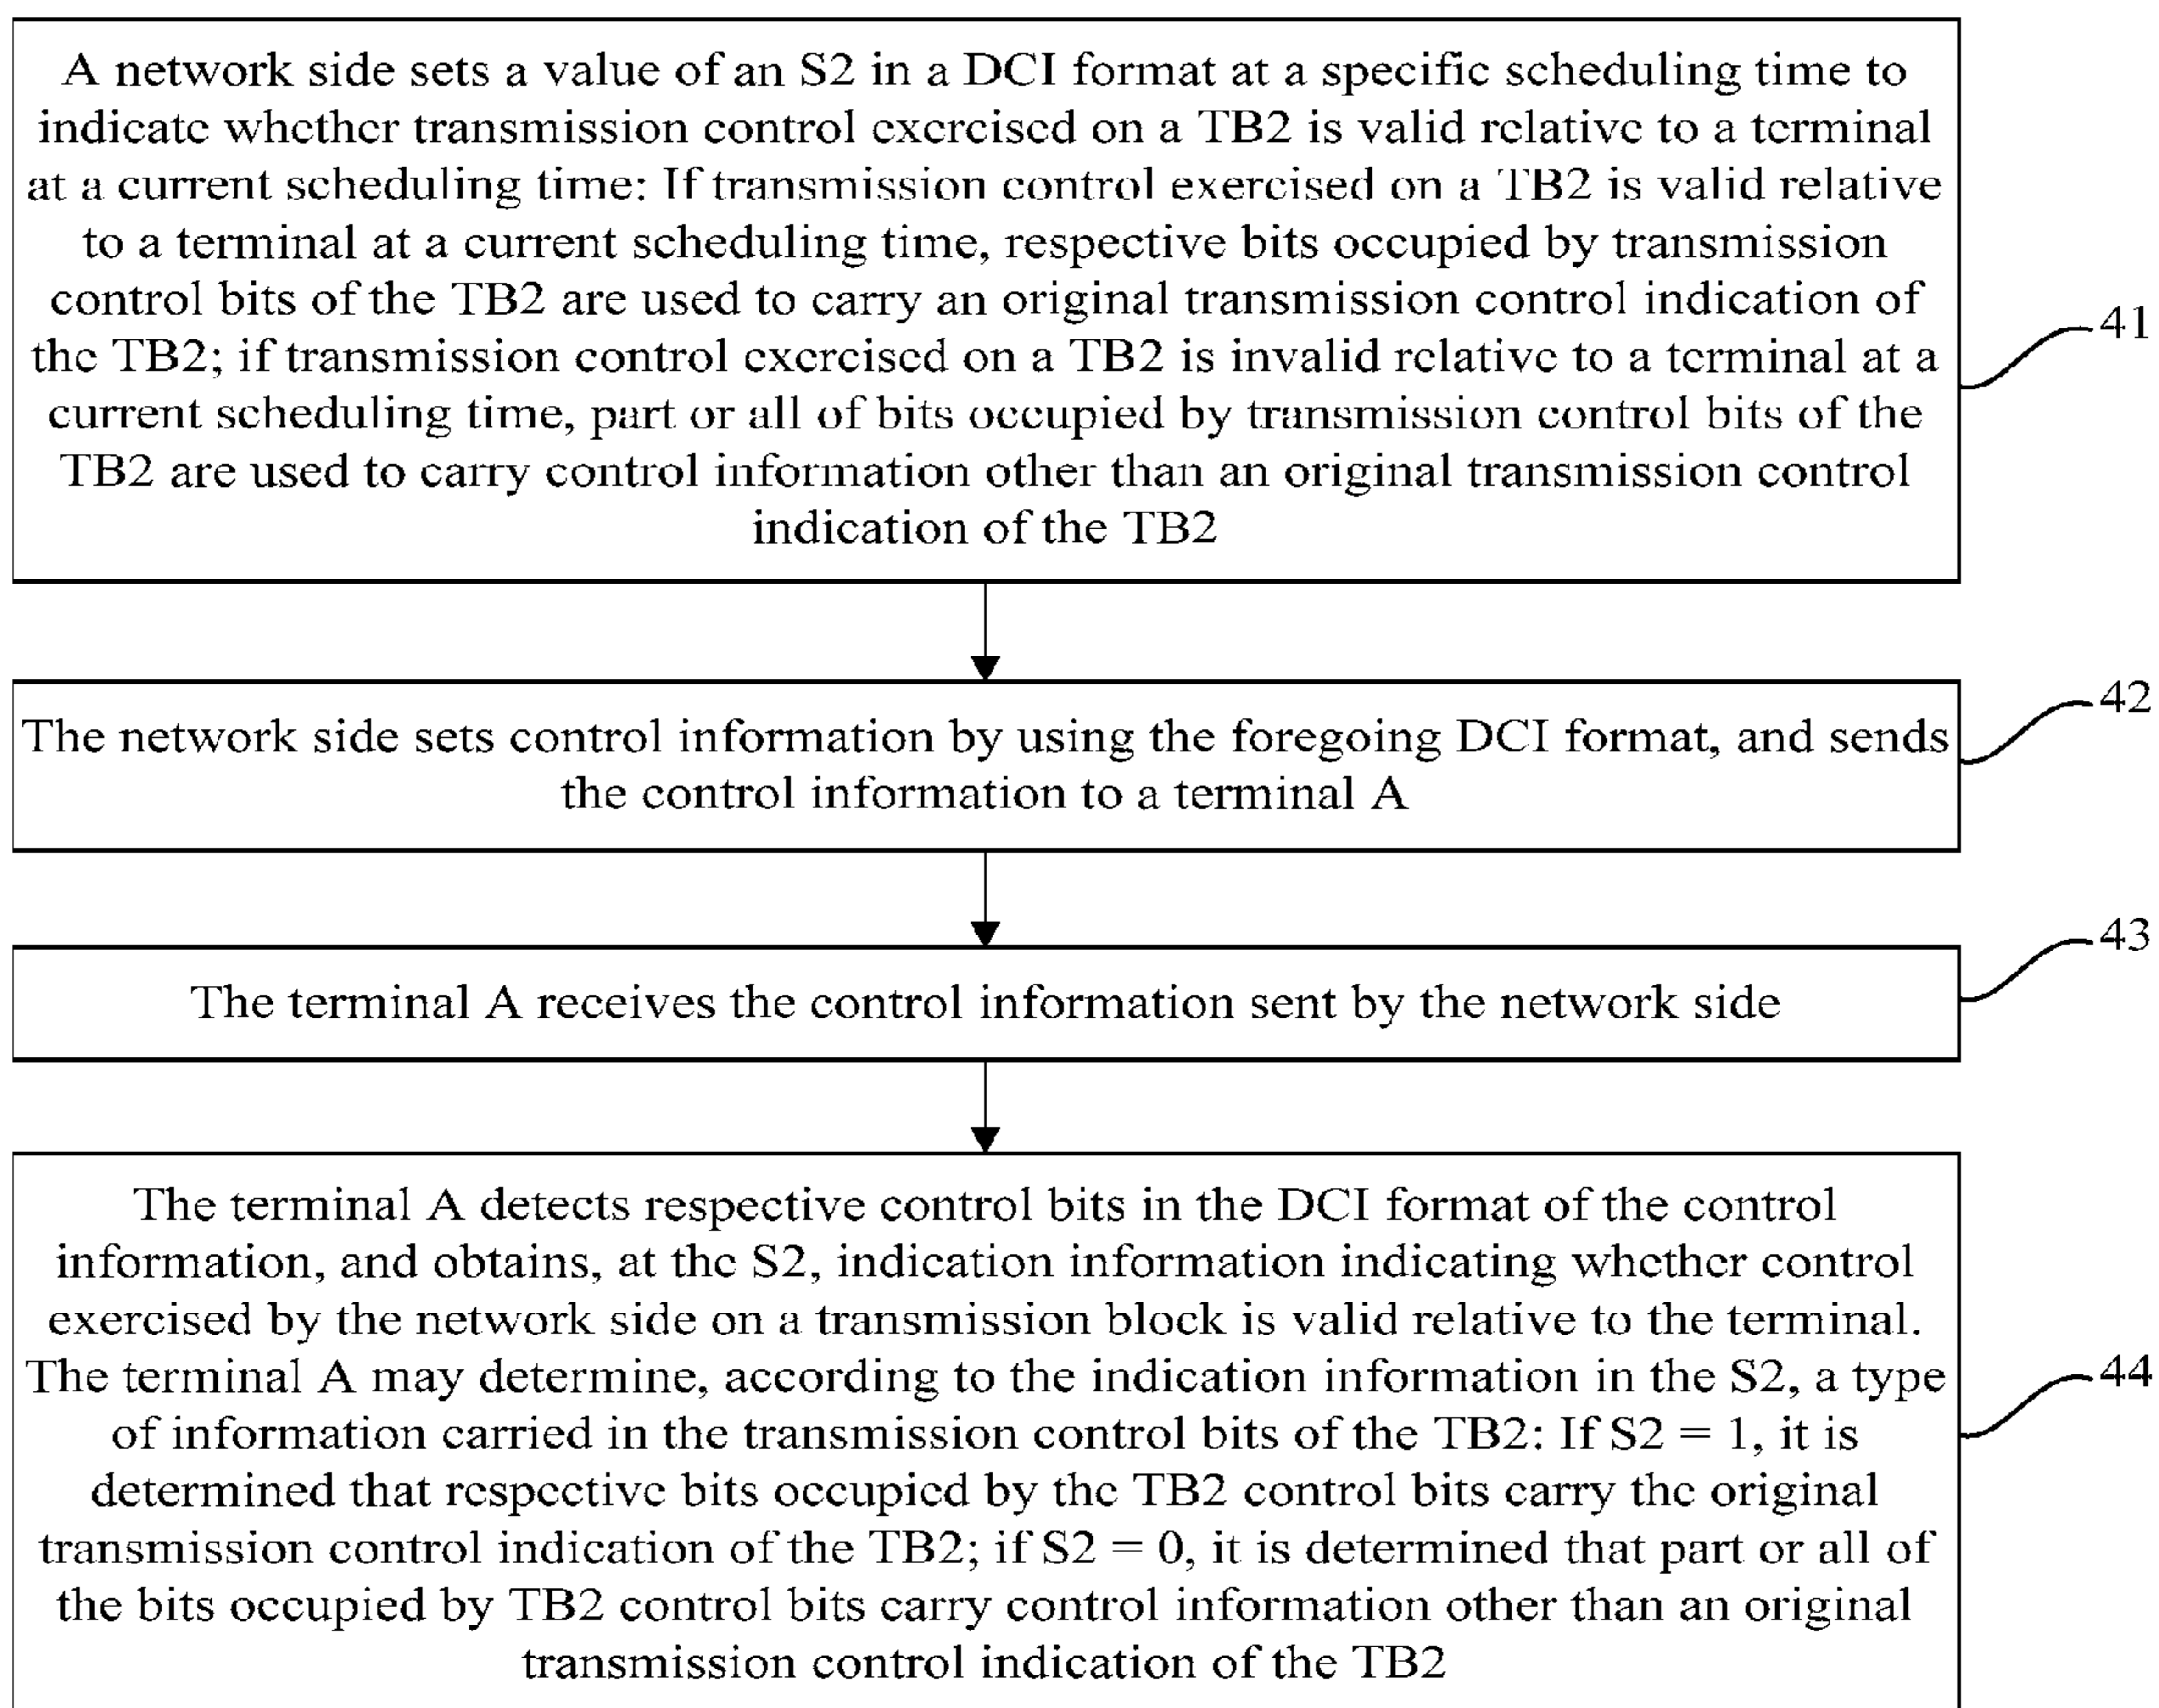 A network side sets a value of an S2 in a DCI format at a specific scheduling time to
indicate whether transmission control exercised on a TB2 is valid relative to a terminal
at a current scheduling time: If transmission control exercised on a TB2 is valid relative
to a terminal at a current scheduling time, respective bits occupied by transmission
control bits of the TB2 are used to carry an original transmission control indication of
the TB2; if transmission control exercised on a TB2 is invalid relative to a terminal at a
current scheduling time, part or all of bits occupied by transmission control bits of the
TB2 are used to carry control information other than an original transmission control
indication of the TB2
41
The network side sets control information by using the foregoing DCI format, and sends
the control information to a terminal A
42
The terminal A receives the control information sent by the network side
43
The terminal A detects respective control bits in the DCI format of the control
information, and obtains, at the S2, indication information indicating whether control
exercised by the network side on a transmission block is valid relative to the terminal.
The terminal A may determine, according to the indication information in the S2, a type
of information carried in the transmission control bits of the TB2: If S2 = 1, it is
determined that respective bits occupied by the TB2 control bits carry the original
transmission control indication of the TB2; if S2 = 0, it is determined that part or all of
the bits occupied by TB2 control bits carry control information other than an original
transmission control indication of the TB2
44